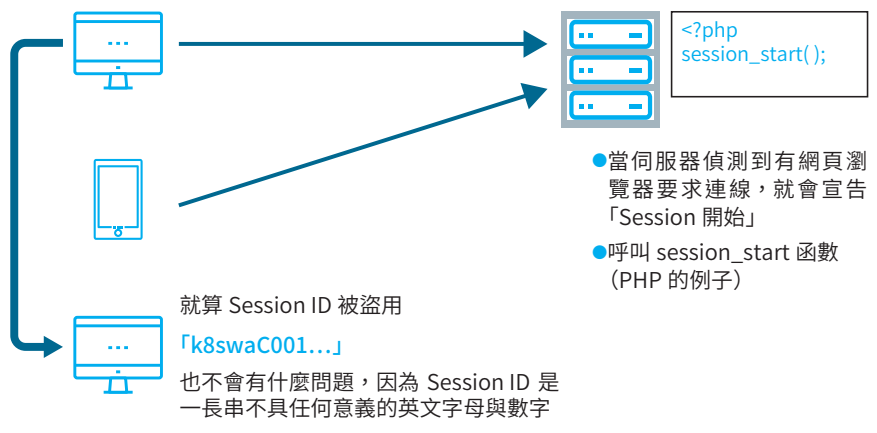 <?php
session_start( );
●當伺服器偵測到有網頁瀏
覽器要求連線，就會宣告
「Session 開始」
●呼叫 session_start 函數
（PHP 的例子）
就算 Session ID 被盜用
「k8swaC001…」
也不會有什麼問題，因為 Session ID 是
一長串不具任何意義的英文字母與數字